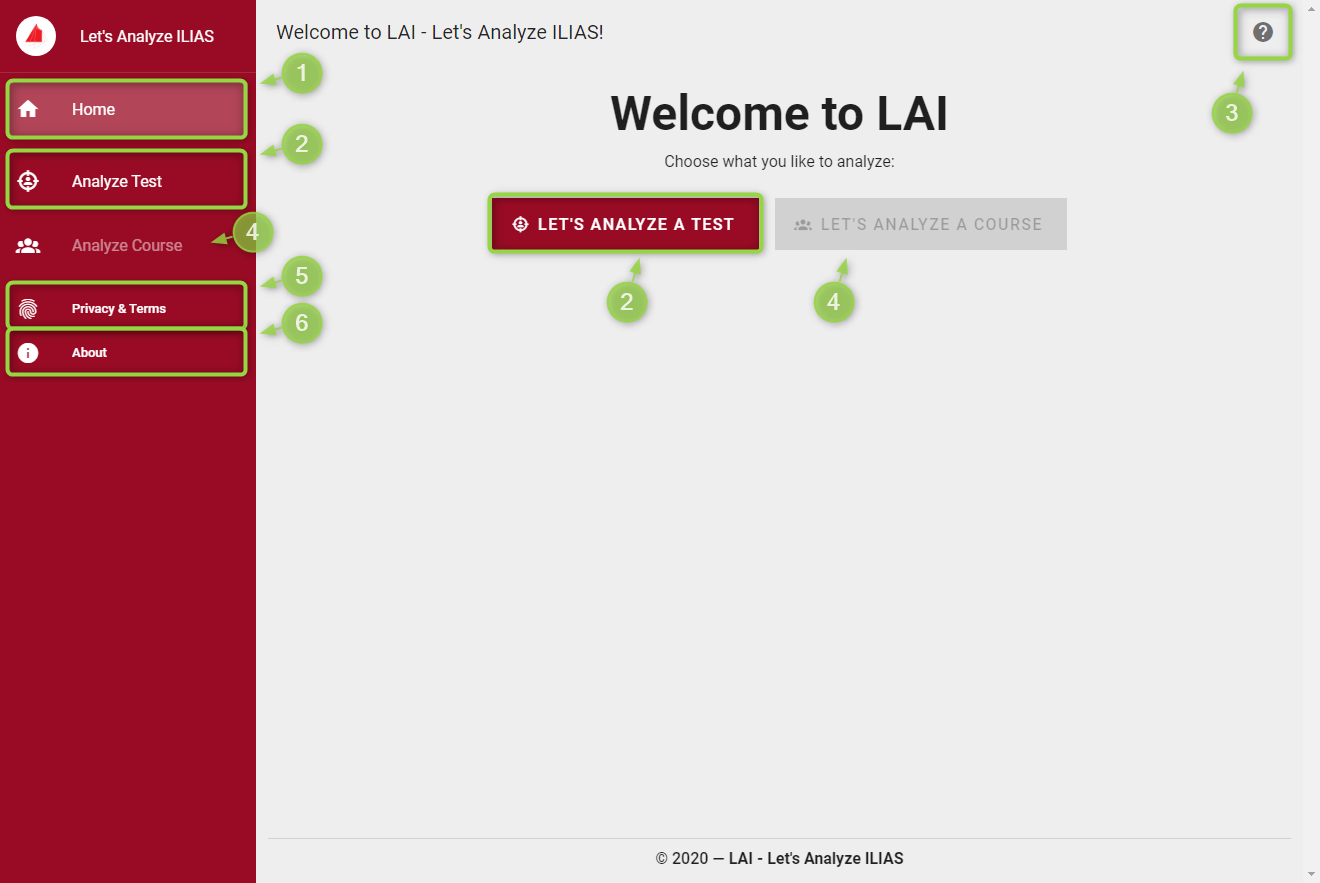 Let's Analyze ILIAS
Home
Analyze Test
Analyze Course
Privacy & Terms
About
1
2
4
5
6
Welcome to LAI - Let's Analyze ILIAS!
?
3
Welcome to LAI
Choose what you like to analyze:
LET'S ANALYZE A TEST
LET'S ANALYZE A COURSE
2
4
© 2020 — LAI - Let's Analyze ILIAS